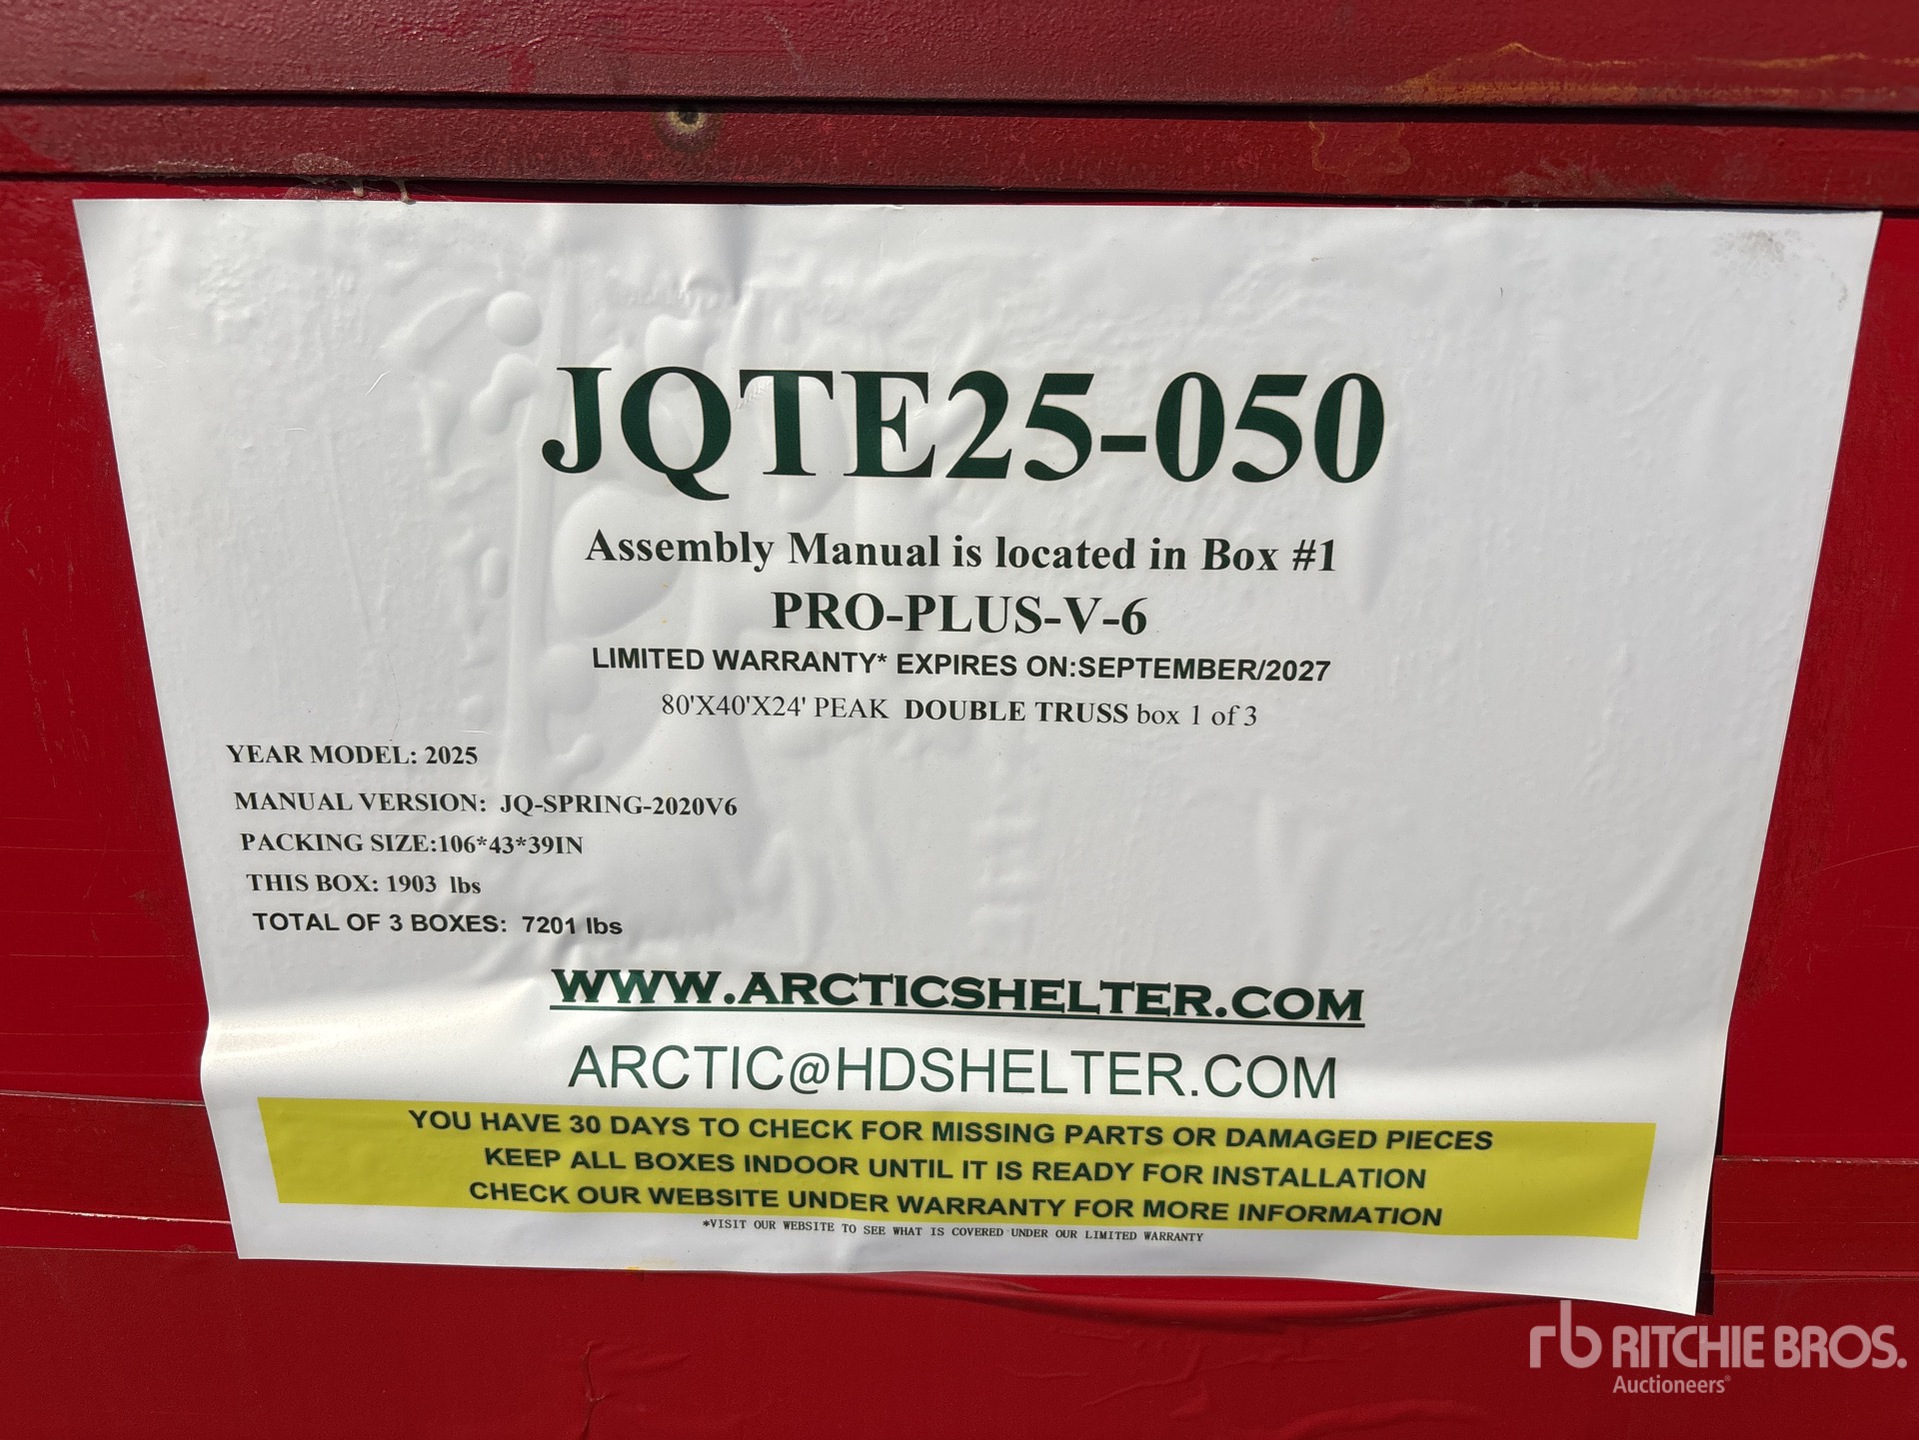 JQTE25-050
Assembly Manual is located in Box #1
PRO-PLUS-V-6
LIMITED WARRANTY* EXPIRES ON:SEPTEMBER/2027
80'X40'X24' PEAK DOUBLE TRUSS box 1 of 3
YEAR MODEL: 2025
MANUAL VERSION: JQ-SPRING-2020V6
PACKING SIZE:106*43*39IN
THIS BOX: 1903 lbs
TOTAL OF 3 BOXES: 7201 lbs
WWW.ARCTICSHELTER.COM
ARCTIC@HDSHELTER.COM
YOU HAVE 30 DAYS TO CHECK FOR MISSING PARTS OR DAMAGED PIECES
KEEP ALL BOXES INDOOR UNTIL IT IS READY FOR INSTALLATION
CHECK OUR WEBSITE UNDER WARRANTY FOR MORE INFORMATION
*VISIT OUR WEBSITE TO SEE WHAT IS COVERED UNDER OUR LIMITED WARRANTY
rb RITCHIE BROS.
Auctioneers®